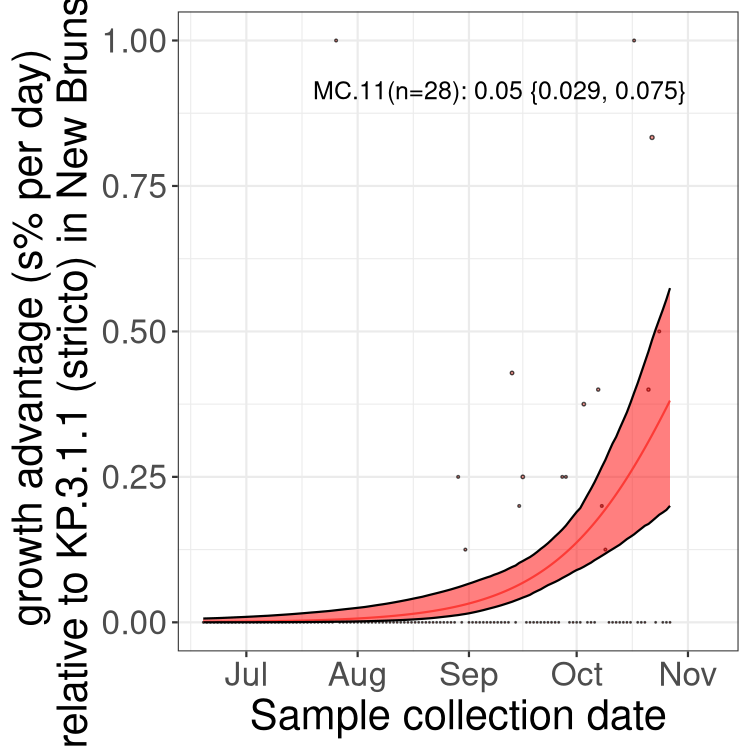 growth advantage (s% per day)
relative to KP.3.1.1 (stricto) in New Bruns
1.00
0.75
0.50
0.25
0.00
MC.11(n=28): 0.05 {0.029, 0.075}
Jul Aug Sep Oct Nov
Sample collection date